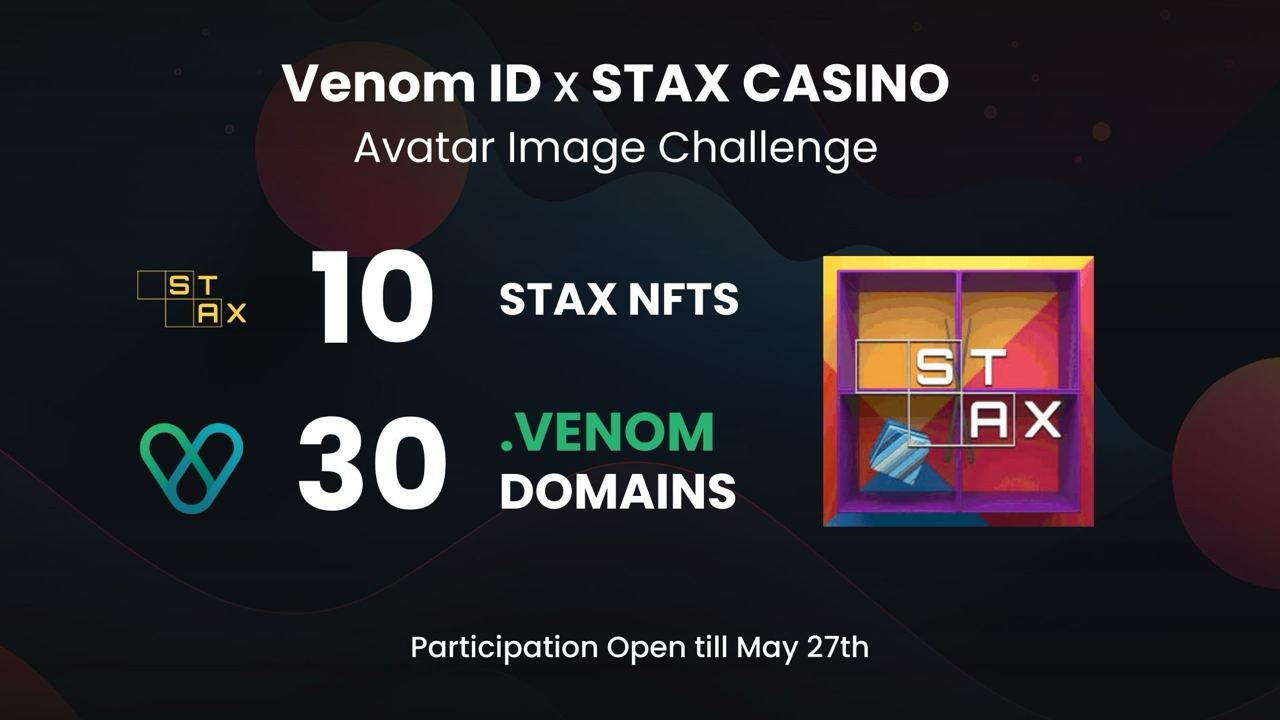 Venom ID x STAX CASINO
Avatar Image Challenge
ST
AX
10
STAX NFTS
30
.VENOM
DOMAINS
ST
AX
Participation Open till May 27th